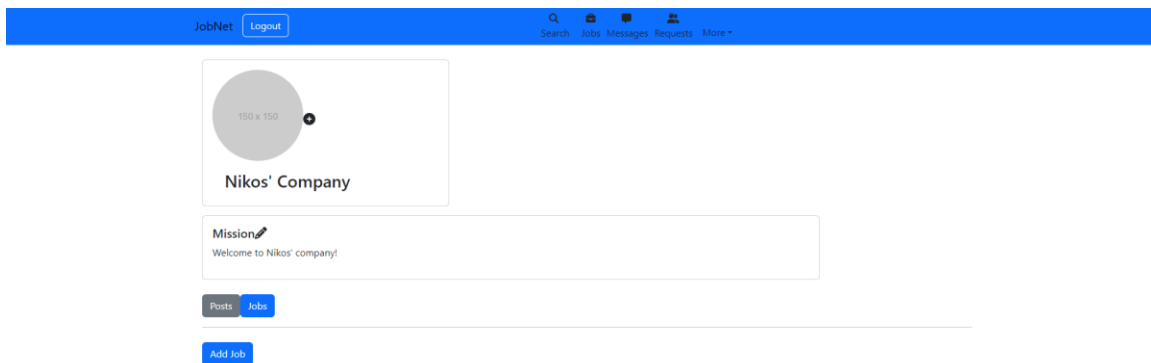 JobNet Logout
Search Jobs Messages Requests More
150 x 150
Nikos' Company
Mission
Welcome to Nikos' company!
Posts Jobs
Add Job